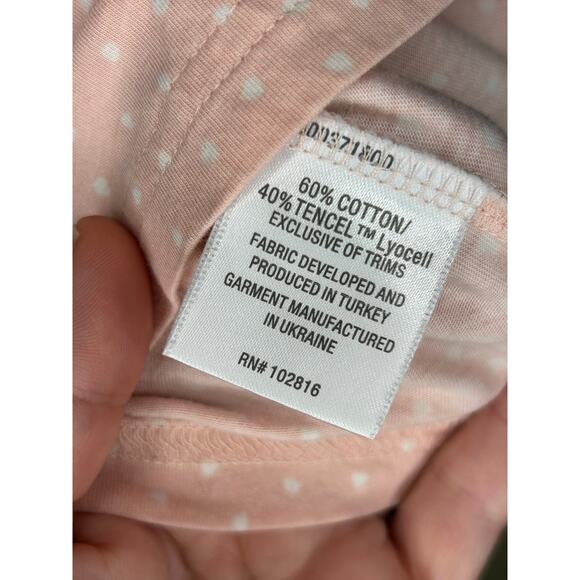 00371800
60% COTTON/
40% TENCEL™ Lyocell
EXCLUSIVE OF TRIMS
FABRIC DEVELOPED AND
PRODUCED IN TURKEY
GARMENT MANUFACTURED
IN UKRAINE
RN# 102816